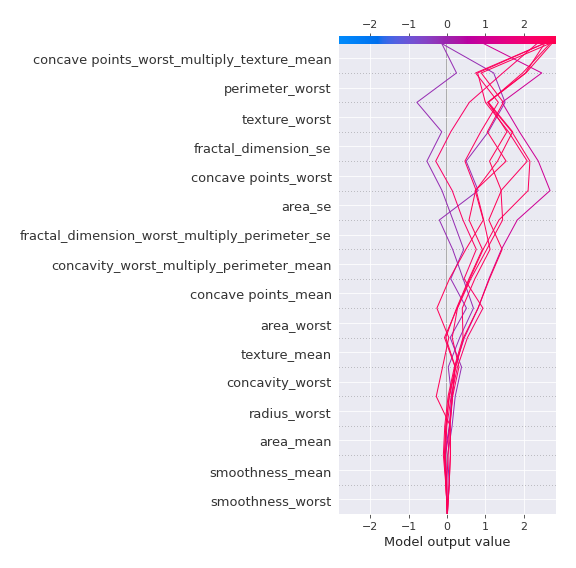 −2 −1 0 1 2
concave points_worst_multiply_texture_mean
perimeter_worst
texture_worst
fractal_dimension_se
concave points_worst
area_se
fractal_dimension_worst_multiply_perimeter_se
concavity_worst_multiply_perimeter_mean
concave points_mean
area_worst
texture_mean
concavity_worst
radius_worst
area_mean
smoothness_mean
smoothness_worst
−2 −1 0 1 2
Model output value